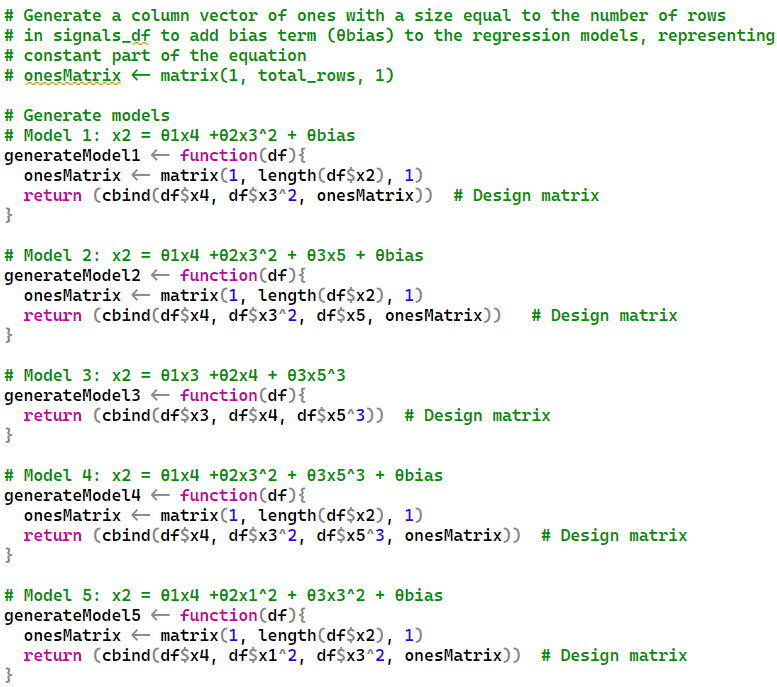 # Generate a column vector of ones with a size equal to the number of rows
# in signals_df to add bias term (θbias) to the regression models, representing
# constant part of the equation
# onesMatrix <- matrix(1, total_rows, 1)

# Generate models
# Model 1: x2 = θ1x4 +θ2x3^2 + θbias
generateModel1 <- function(df){
  onesMatrix <- matrix(1, length(df$x2), 1)
  return (cbind(df$x4, df$x3^2, onesMatrix))  # Design matrix
}

# Model 2: x2 = θ1x4 +θ2x3^2 + θ3x5 + θbias
generateModel2 <- function(df){
  onesMatrix <- matrix(1, length(df$x2), 1)
  return (cbind(df$x4, df$x3^2, df$x5, onesMatrix))   # Design matrix
}

# Model 3: x2 = θ1x3 +θ2x4 + θ3x5^3
generateModel3 <- function(df){
  return (cbind(df$x3, df$x4, df$x5^3))  # Design matrix
}

# Model 4: x2 = θ1x4 +θ2x3^2 + θ3x5^3 + θbias
generateModel4 <- function(df){
  onesMatrix <- matrix(1, length(df$x2), 1)
  return (cbind(df$x4, df$x3^2, df$x5^3, onesMatrix))  # Design matrix
}

# Model 5: x2 = θ1x4 +θ2x1^2 + θ3x3^2 + θbias
generateModel5 <- function(df){
  onesMatrix <- matrix(1, length(df$x2), 1)
  return (cbind(df$x4, df$x1^2, df$x3^2, onesMatrix))  # Design matrix
}